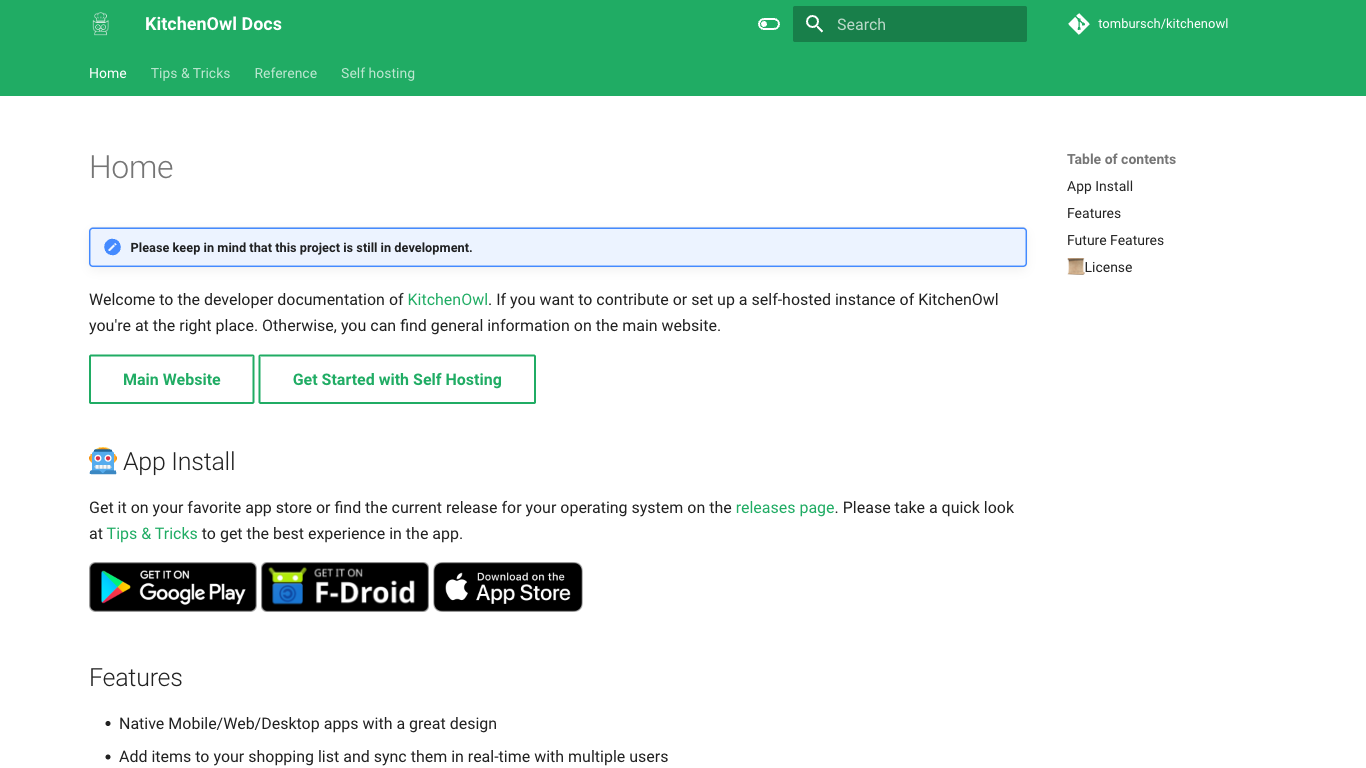 KitchenOwl Docs
Search
tombursch/kitchenowl
Home
Tips & Tricks
Reference
Self hosting
Home
Please keep in mind that this project is still in development.
Welcome to the developer documentation of KitchenOwl. If you want to contribute or set up a self-hosted instance of KitchenOwl
you're at the right place. Otherwise, you can find general information on the main website.
Main Website
Get Started with Self Hosting
App Install
Get it on your favorite app store or find the current release for your operating system on the releases page. Please take a quick look
at Tips & Tricks to get the best experience in the app.
GET IT ON
Google Play
GET IT ON
F-Droid
Download on the
App Store
Features
• Native Mobile/Web/Desktop apps with a great design
• Add items to your shopping list and sync them in real-time with multiple users
Table of contents
App Install
Features
Future Features
License